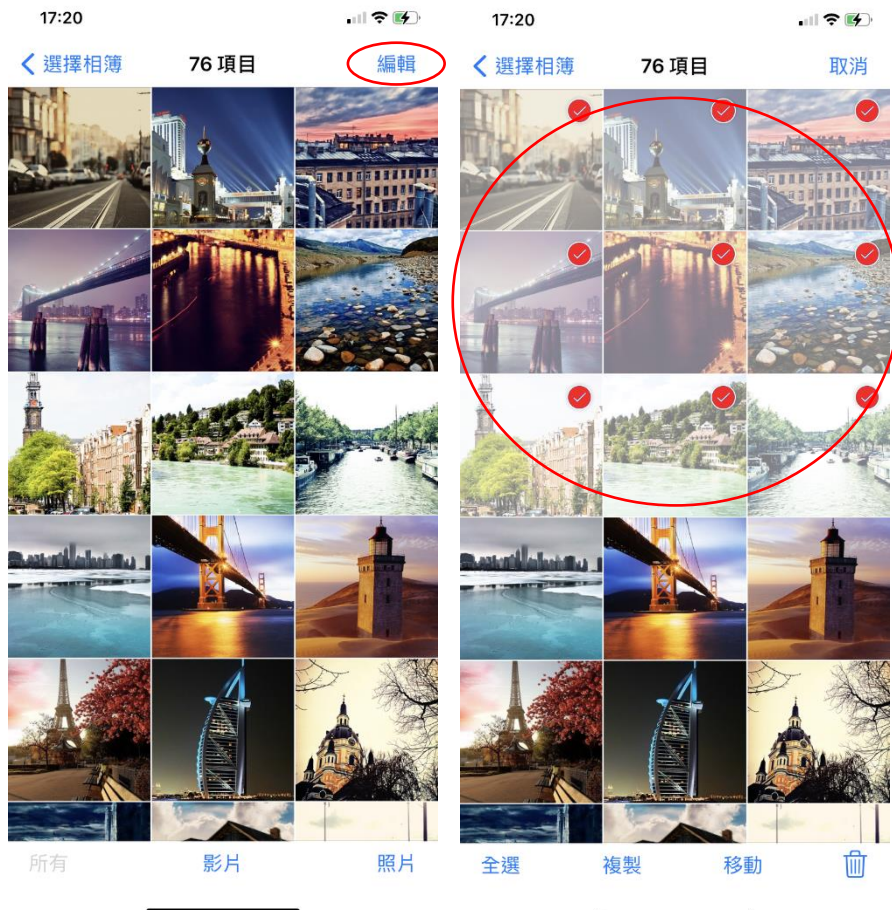 17:20
選擇相簿 76 項目 編輯
所有 影片 照片
17:20
選擇相簿 76 項目 取消
全選 複製 移動